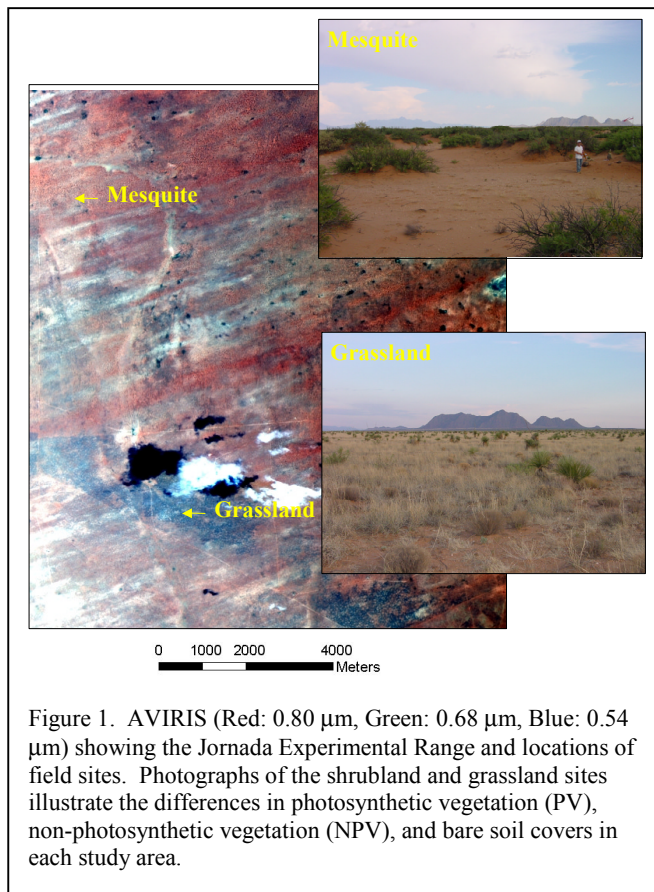 Mesquite
Mesquite
Grassland
Grassland
0 1000 2000 4000
Meters
Figure 1. AVIRIS (Red: 0.80 μm, Green: 0.68 μm, Blue: 0.54
μm) showing the Jornada Experimental Range and locations of
field sites. Photographs of the shrubland and grassland sites
illustrate the differences in photosynthetic vegetation (PV),
non-photosynthetic vegetation (NPV), and bare soil covers in
each study area.